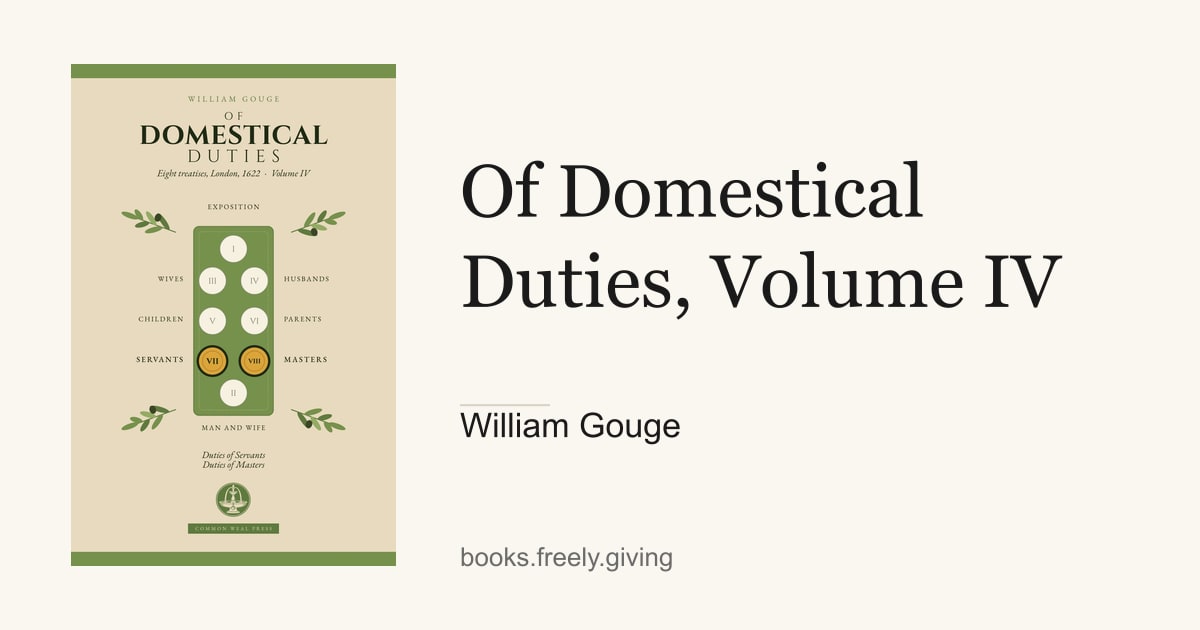 WILLIAM GOUGE
OF
DOMESTICAL
DUTIES
Eight treatises, London, 1622 · Volume IV
EXPOSITION
I
WIVES III IV HUSBANDS
CHILDREN V VI PARENTS
SERVANTS VII VIII MASTERS
II
MAN AND WIFE
Duties of Servants
Duties of Masters
COMMON WEAL PRESS
Of Domestical
Duties, Volume IV
William Gouge
books.freely.giving